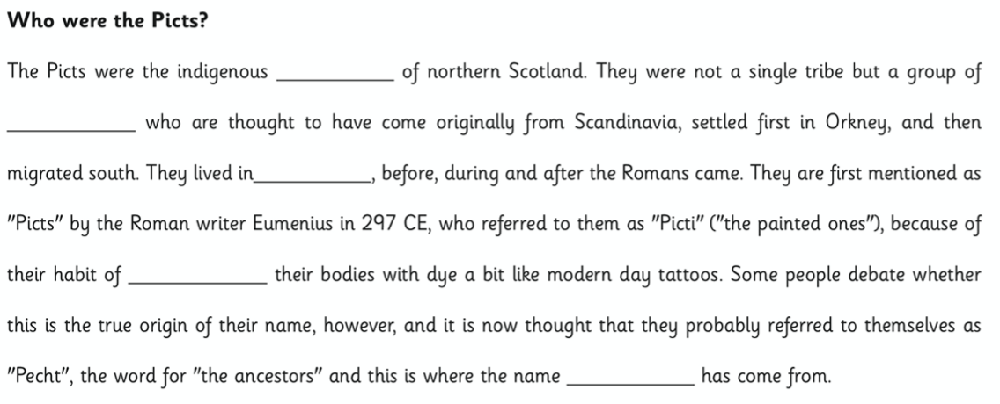 Who were the Picts?
The Picts were the indigenous ___________ of northern Scotland. They were not a single tribe but a group of
____________ who are thought to have come originally from Scandinavia, settled first in Orkney, and then
migrated south. They lived in___________, before, during and after the Romans came. They are first mentioned as
"Picts" by the Roman writer Eumenius in 297 CE, who referred to them as "Picti" ("the painted ones"), because of
their habit of _____________ their bodies with dye a bit like modern day tattoos. Some people debate whether
this is the true origin of their name, however, and it is now thought that they probably referred to themselves as
"Pecht", the word for "the ancestors" and this is where the name ____________ has come from.